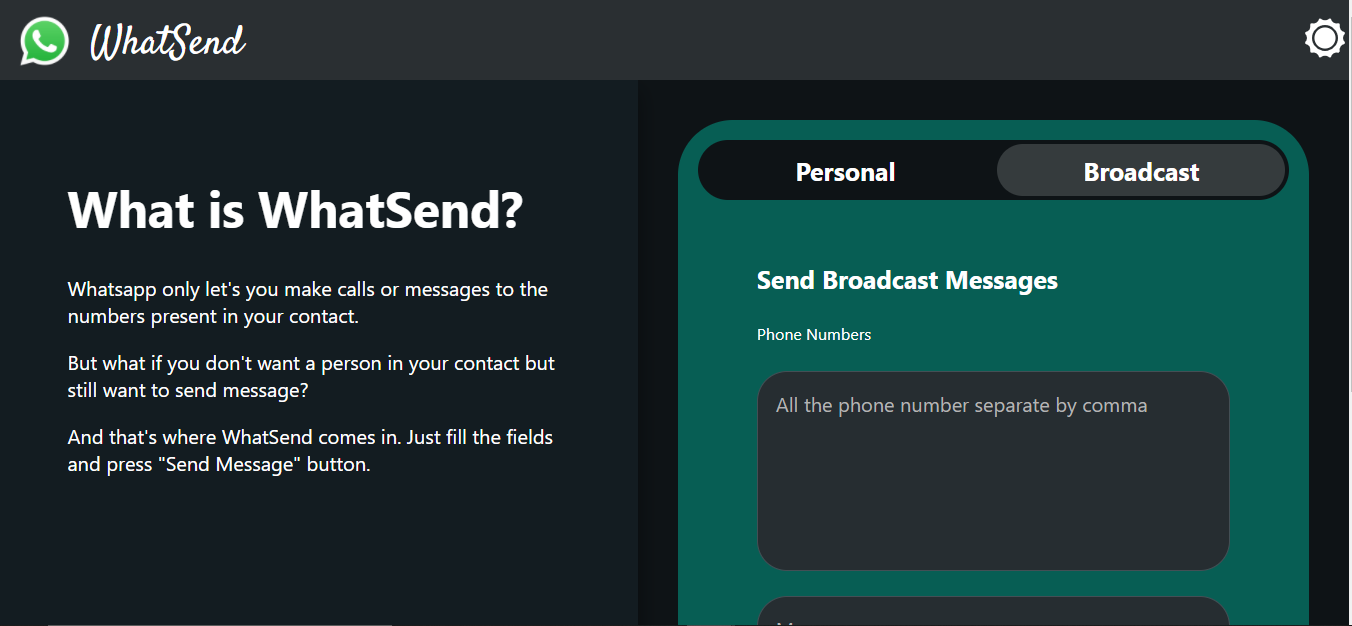 WhatSend
What is WhatSend?
Whatsapp only let's you make calls or messages to the
numbers present in your contact.
But what if you don't want a person in your contact but
still want to send message?
And that's where WhatSend comes in. Just fill the fields
and press "Send Message" button.
Personal
Broadcast
Send Broadcast Messages
Phone Numbers
All the phone number separate by comma